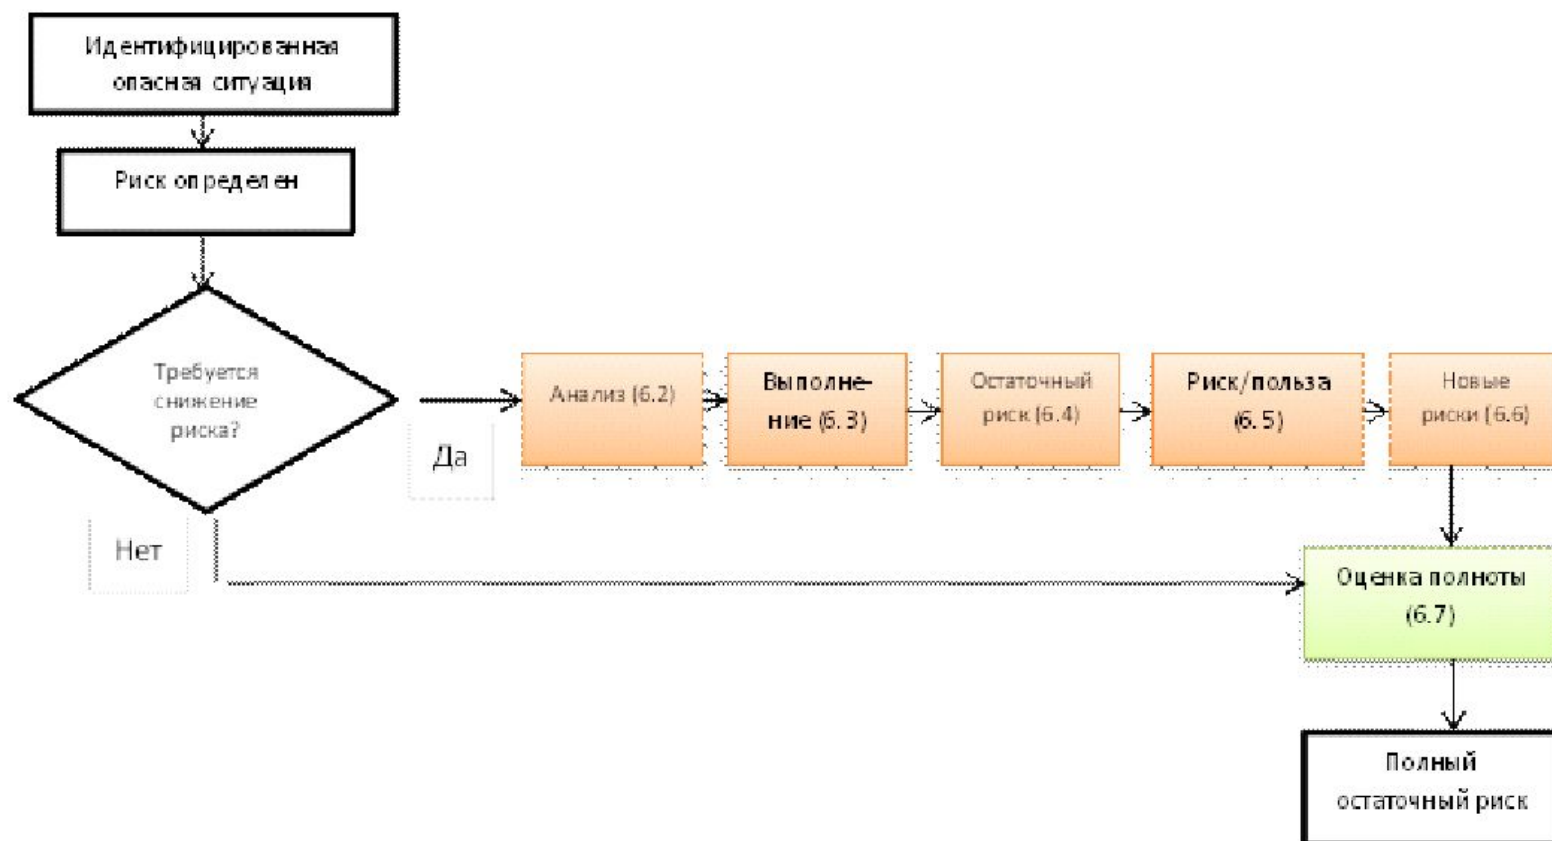 Идентифицированная
опасная ситуация
Риск определен
Требуется
снижение
риска?
Да
Нет
Анализ (6.2)
Выполне-
ние (6.3)
Остаточный
риск (6.4)
Риск/польза
(6.5)
Новые
риски (6.6)
Оценка полноты
(6.7)
Полный
остаточный риск